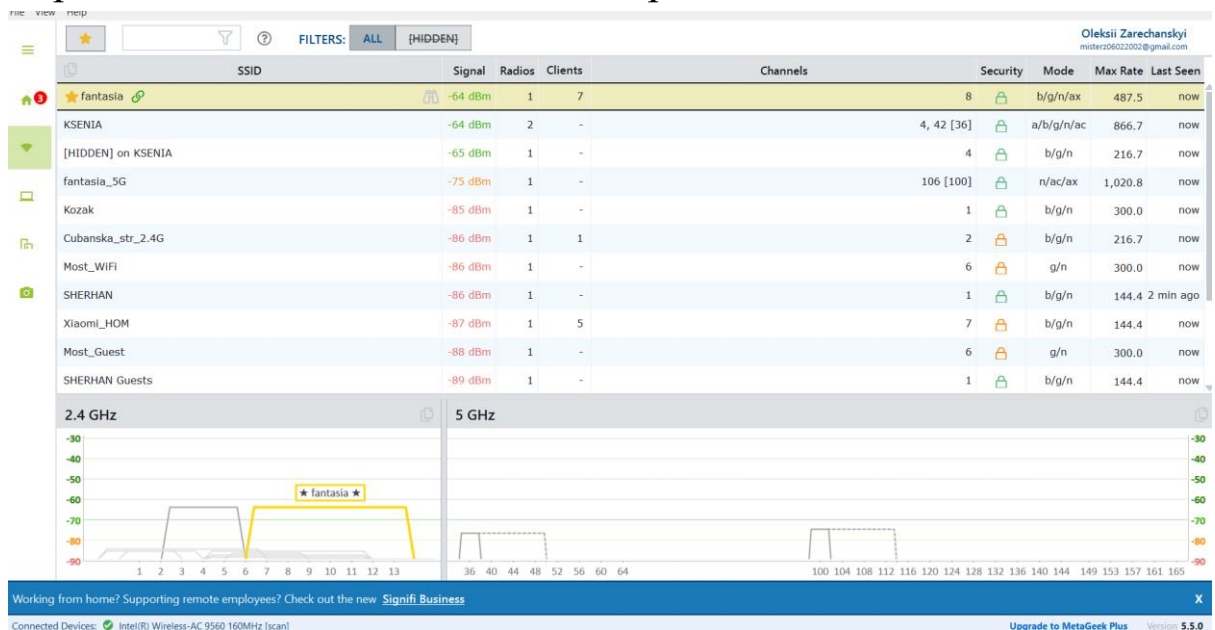 File View Help
FILTERS: ALL [HIDDEN]
Oleksii Zarechanskyi
misterz06022002@gmail.com
SSID Signal Radios Clients Channels Security Mode Max Rate Last Seen
3
fantasia -64 dBm 1 7 8 b/g/n/ax 487.5 now
KSENIA -64 dBm 2 - 4, 42 [36] a/b/g/n/ac 866.7 now
[HIDDEN] on KSENIA -65 dBm 1 - 4 b/g/n 216.7 now
fantasia_5G -75 dBm 1 - 106 [100] n/ac/ax 1,020.8 now
Kozak -85 dBm 1 - 1 b/g/n 300.0 now
Cubanska_str_2.4G -86 dBm 1 1 2 b/g/n 216.7 now
Most_WiFi -86 dBm 1 - 6 g/n 300.0 now
SHERHAN -86 dBm 1 - 1 b/g/n 144.4 2 min ago
Xiaomi_HOM -87 dBm 1 5 7 b/g/n 144.4 now
Most_Guest -88 dBm 1 - 6 g/n 300.0 now
SHERHAN Guests -89 dBm 1 - 1 b/g/n 144.4 now
2.4 GHz 5 GHz
-30 -30
-40 -40
-50 -50
★ fantasia ★
-60 -60
-70 -70
-80 -80
-90 -90
1 2 3 4 5 6 7 8 9 10 11 12 13 36 40 44 48 52 56 60 64 100 104 108 112 116 120 124 128 132 136 140 144 149 153 157 161 165
Working from home? Supporting remote employees? Check out the new Signifi Business X
Connected Devices: Intel(R) Wireless-AC 9560 160MHz [scan] Upgrade to MetaGeek Plus Version 5.5.0